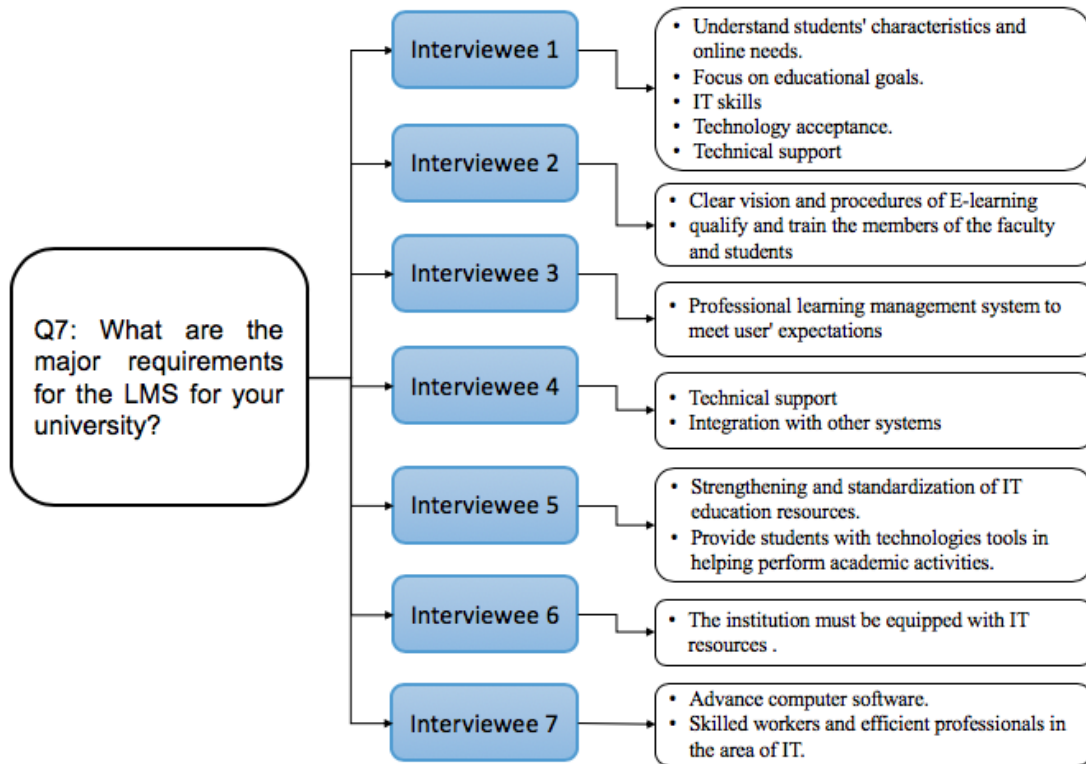 Q7: What are the
major requirements
for the LMS for your
university?
Interviewee 1
• Understand students' characteristics and
online needs.
• Focus on educational goals.
• IT skills
• Technology acceptance.
• Technical support
Interviewee 2
• Clear vision and procedures of E-learning
• qualify and train the members of the faculty
and students
Interviewee 3
• Professional learning management system to
meet user' expectations
Interviewee 4
• Technical support
• Integration with other systems
Interviewee 5
• Strengthening and standardization of IT
education resources.
• Provide students with technologies tools in
helping perform academic activities.
Interviewee 6
• The institution must be equipped with IT
resources .
Interviewee 7
• Advance computer software.
• Skilled workers and efficient professionals in
the area of IT.